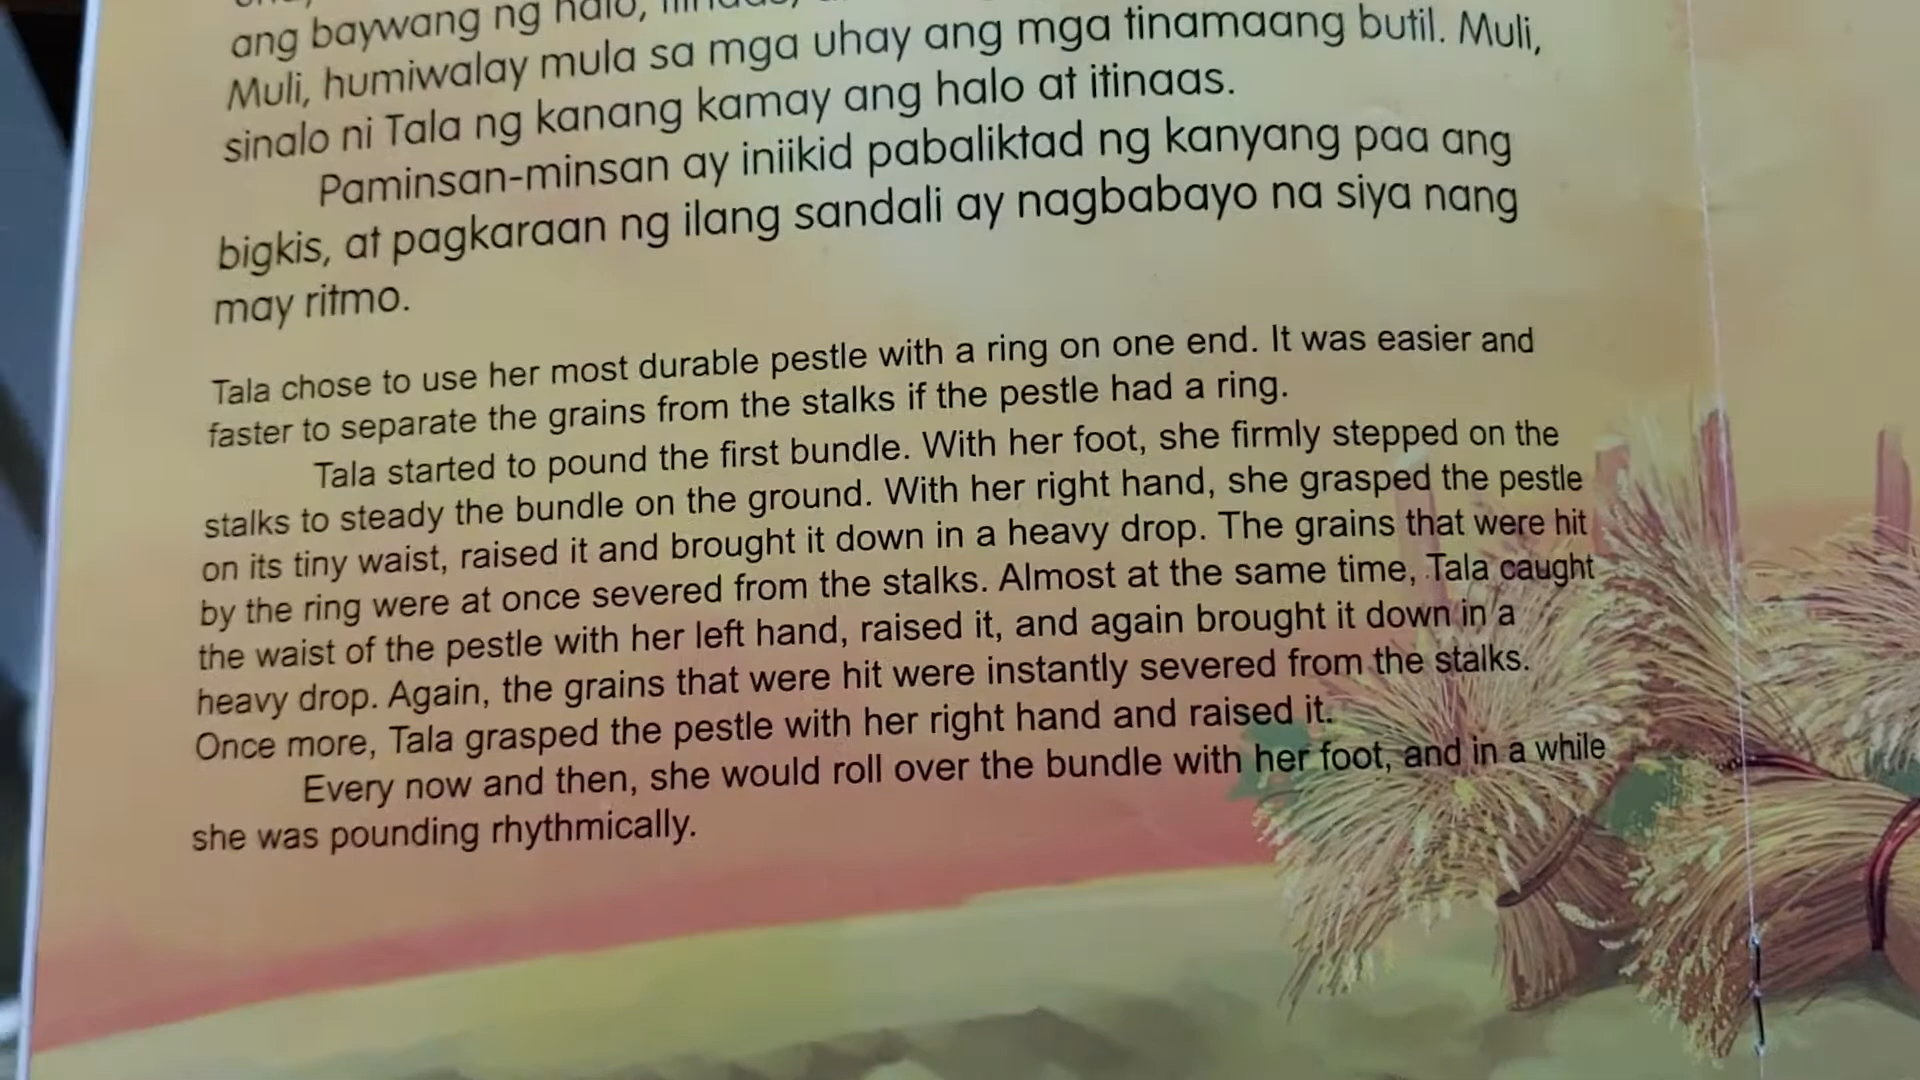 ang baywang ng halo,
Muli, humiwalay mula sa mga uhay ang mga tinamaang butil. Muli,
sinalo ni Tala ng kanang kamay ang halo at itinaas.
Paminsan-minsan ay iniikid pabaliktad ng kanyang paa ang
bigkis, at pagkaraan ng ilang sandali ay nagbabayo na siya nang
may ritmo.
Tala chose to use her most durable pestle with a ring on one end. It was easier and
faster to separate the grains from the stalks if the pestle had a ring.
Tala started to pound the first bundle. With her foot, she firmly stepped on the
stalks to steady the bundle on the ground. With her right hand, she grasped the pestle
on its tiny waist, raised it and brought it down in a heavy drop. The grains that were hit
by the ring were at once severed from the stalks. Almost at the same time, Tala caught
the waist of the pestle with her left hand, raised it, and again brought it down in a
heavy drop. Again, the grains that were hit were instantly severed from the stalks.
Once more, Tala grasped the pestle with her right hand and raised it.
Every now and then, she would roll over the bundle with her foot, and in a while
she was pounding rhythmically.